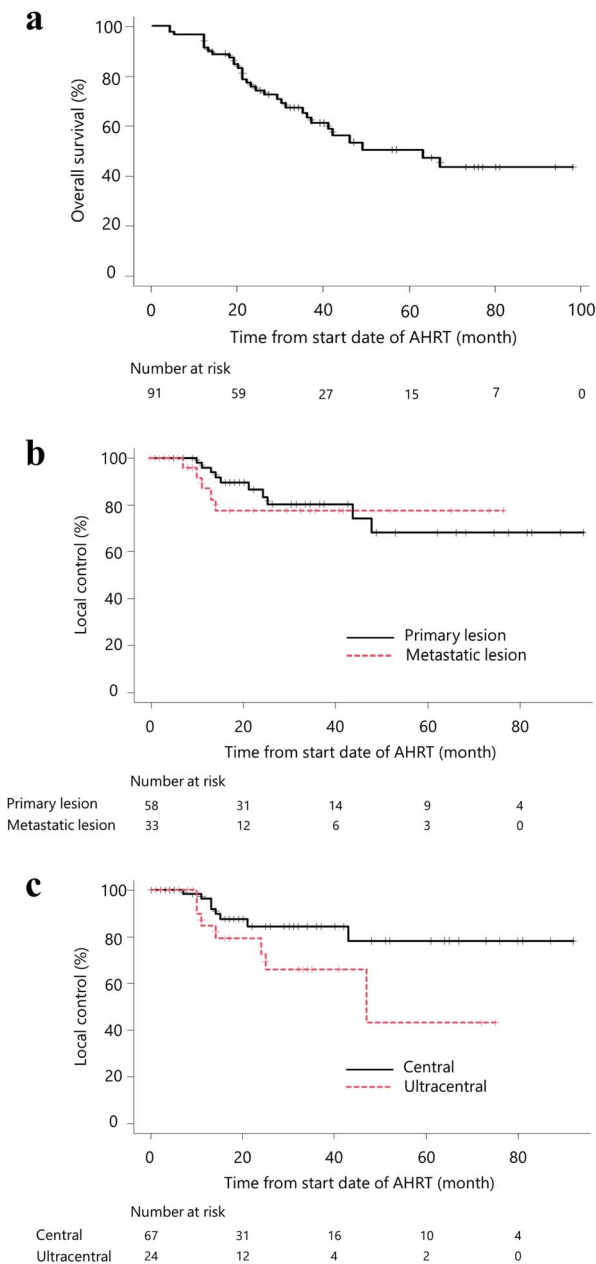 a
100
80
60
40
20
0
Overall survival (%)
0 20 40 60 80 100
Time from start date of AHRT (month)
Number at risk
91 59 27 15 7 0
b
100
80
60
40
20
0
Local control (%)
Primary lesion
Metastatic lesion
0 20 40 60 80
Time from start date of AHRT (month)
Number at risk
Primary lesion 58 31 14 9 4
Metastatic lesion 33 12 6 3 0
c
100
80
60
40
20
0
Local control (%)
Central
Ultracentral
0 20 40 60 80
Time from start date of AHRT (month)
Number at risk
Central 67 31 16 10 4
Ultracentral 24 12 4 2 0